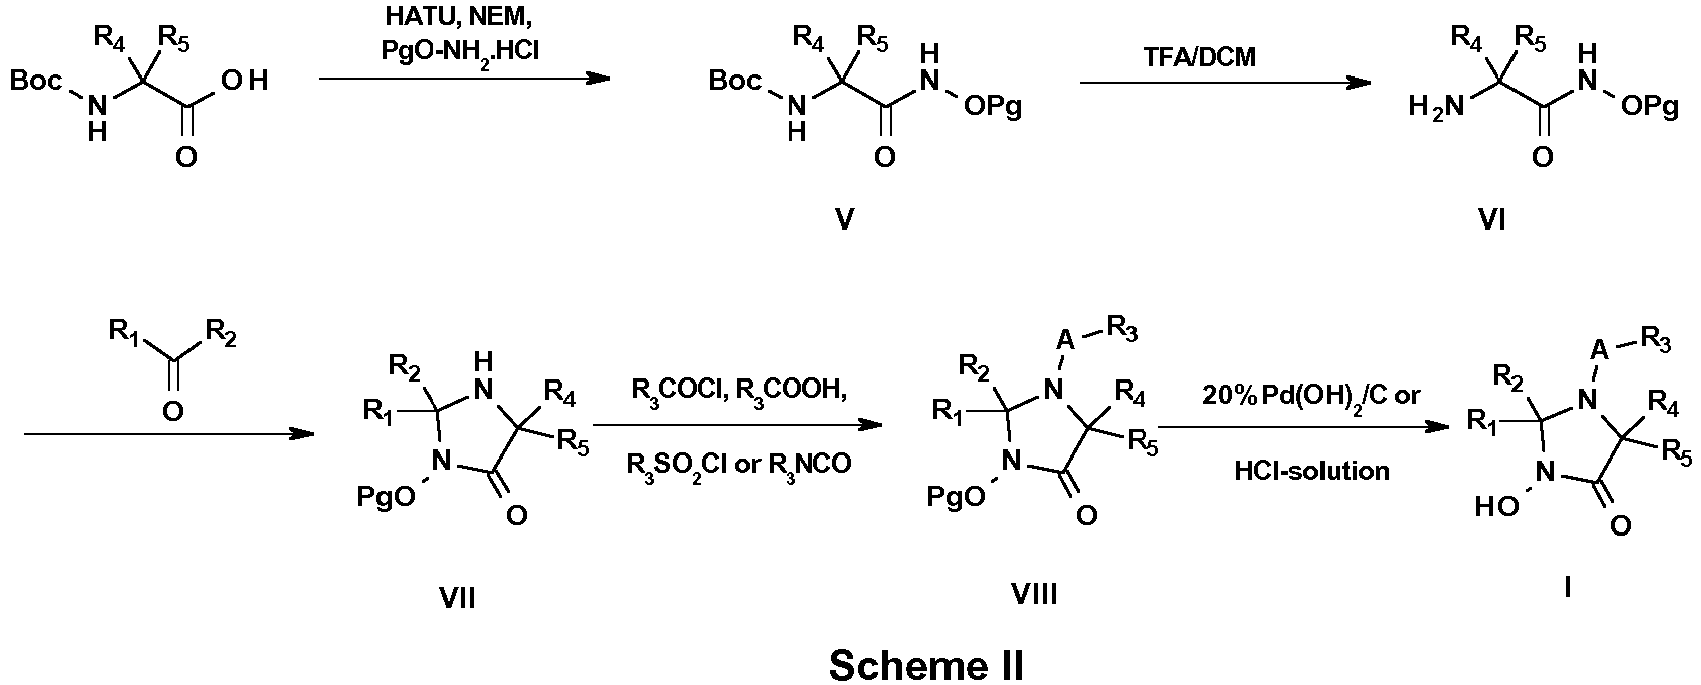 HATU, NEM,
PgO-NH2.HCl
TFA/DCM
R4 R5
Boc N H OH O
R4 R5
Boc N H N H OPg O
R4 R5
H2N N H OPg O
V
VI
R1 R2
O
R2 R1 H N R4 R5 N PgO O
R3COCl, R3COOH,
R3SO2Cl or R3NCO
A R3 R2 R1 N R4 R5 N PgO O
20% Pd(OH)2/C or
HCl-solution
A R3 R2 R1 N R4 R5 N HO O
VII
VIII
I
Scheme II